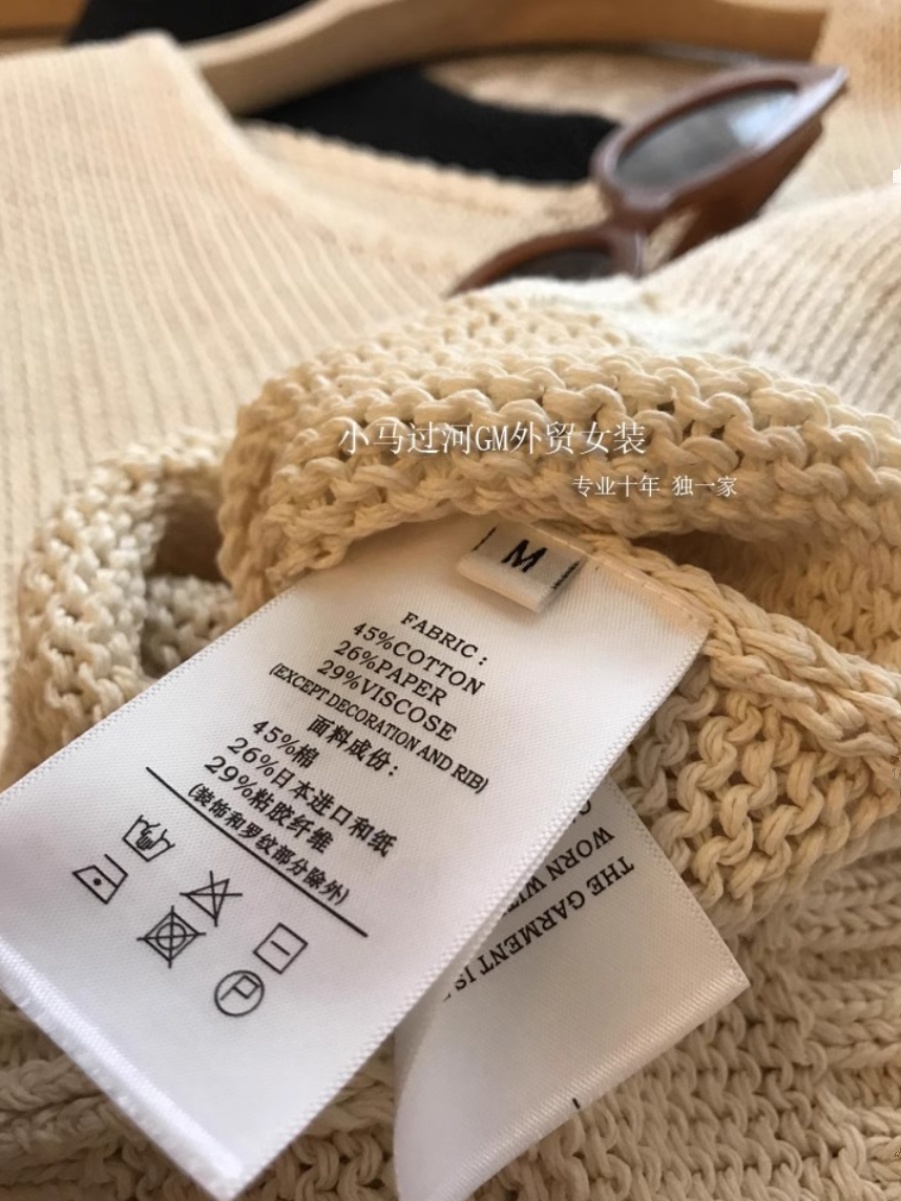 小马过河GM外贸女装
专业十年 独一家
M
FABRIC:
45%COTTON
26%PAPER
29%VISCOSE
(EXCEPT DECORATION AND RIB)
面料成份:
45%棉
26%日本进口和纸
29%粘胶纤维
(装饰和罗纹部分除外)
P
THE GARMENT IS
WORN